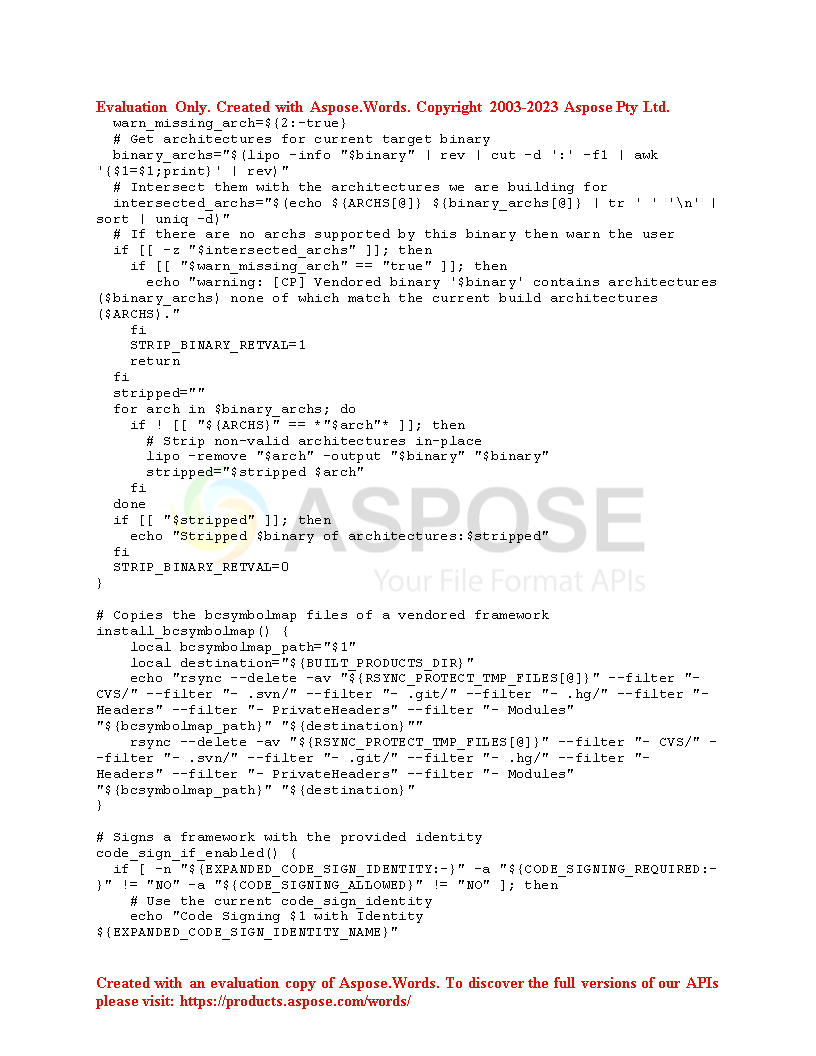 Evaluation Only. Created with Aspose.Words. Copyright 2003-2023 Aspose Pty Ltd.
  warn_missing_arch=${2:-true}
  # Get architectures for current target binary
  binary_archs="$(lipo -info "$binary" | rev | cut -d ':' -f1 | awk
'{$1=$1;print}' | rev)"
  # Intersect them with the architectures we are building for
  intersected_archs="$(echo ${ARCHS[@]} ${binary_archs[@]} | tr ' ' '\n' |
sort | uniq -d)"
  # If there are no archs supported by this binary then warn the user
  if [[ -z "$intersected_archs" ]]; then
    if [[ "$warn_missing_arch" == "true" ]]; then
      echo "warning: [CP] Vendored binary '$binary' contains architectures
($binary_archs) none of which match the current build architectures
($ARCHS)."
    fi
    STRIP_BINARY_RETVAL=1
    return
  fi
  stripped=""
  for arch in $binary_archs; do
    if ! [[ "${ARCHS}" == *"$arch"* ]]; then
      # Strip non-valid architectures in-place
      lipo -remove "$arch" -output "$binary" "$binary"
      stripped="$stripped $arch"
    fi
  done
  if [[ "$stripped" ]]; then
    echo "Stripped $binary of architectures:$stripped"
  fi
  STRIP_BINARY_RETVAL=0
}
ASPOSE
Your File Format APIs

# Copies the bcsymbolmap files of a vendored framework
install_bcsymbolmap() {
    local bcsymbolmap_path="$1"
    local destination="${BUILT_PRODUCTS_DIR}"
    echo "rsync --delete -av "${RSYNC_PROTECT_TMP_FILES[@]}" --filter "-
CVS/" --filter "- .svn/" --filter "- .git/" --filter "- .hg/" --filter "-
Headers" --filter "- PrivateHeaders" --filter "- Modules"
"${bcsymbolmap_path}" "${destination}""
    rsync --delete -av "${RSYNC_PROTECT_TMP_FILES[@]}" --filter "- CVS/" -
-filter "- .svn/" --filter "- .git/" --filter "- .hg/" --filter "-
Headers" --filter "- PrivateHeaders" --filter "- Modules"
"${bcsymbolmap_path}" "${destination}"
}

# Signs a framework with the provided identity
code_sign_if_enabled() {
  if [ -n "${EXPANDED_CODE_SIGN_IDENTITY:-}" -a "${CODE_SIGNING_REQUIRED:-
}" != "NO" -a "${CODE_SIGNING_ALLOWED}" != "NO" ]; then
    # Use the current code_sign_identity
    echo "Code Signing $1 with Identity
${EXPANDED_CODE_SIGN_IDENTITY_NAME}"
Created with an evaluation copy of Aspose.Words. To discover the full versions of our APIs
please visit: https://products.aspose.com/words/